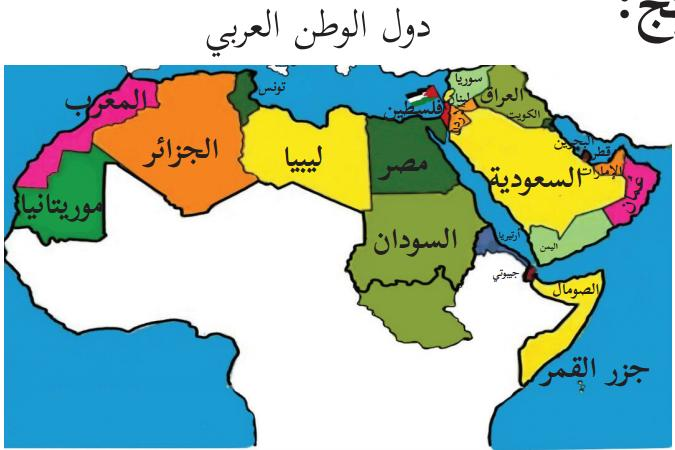 ج:
دول الوطن العربي
المغرب
تونس
الجزائر
ليبيا
مصر
فلسطين
لبنان
سوريا
العراق
الكويت
البحرين
قطر
الإمارات
السعودية
عمان
موريتانيا
السودان
أرتيريا
اليمن
جيبوتي
الصومال
جزر القمر